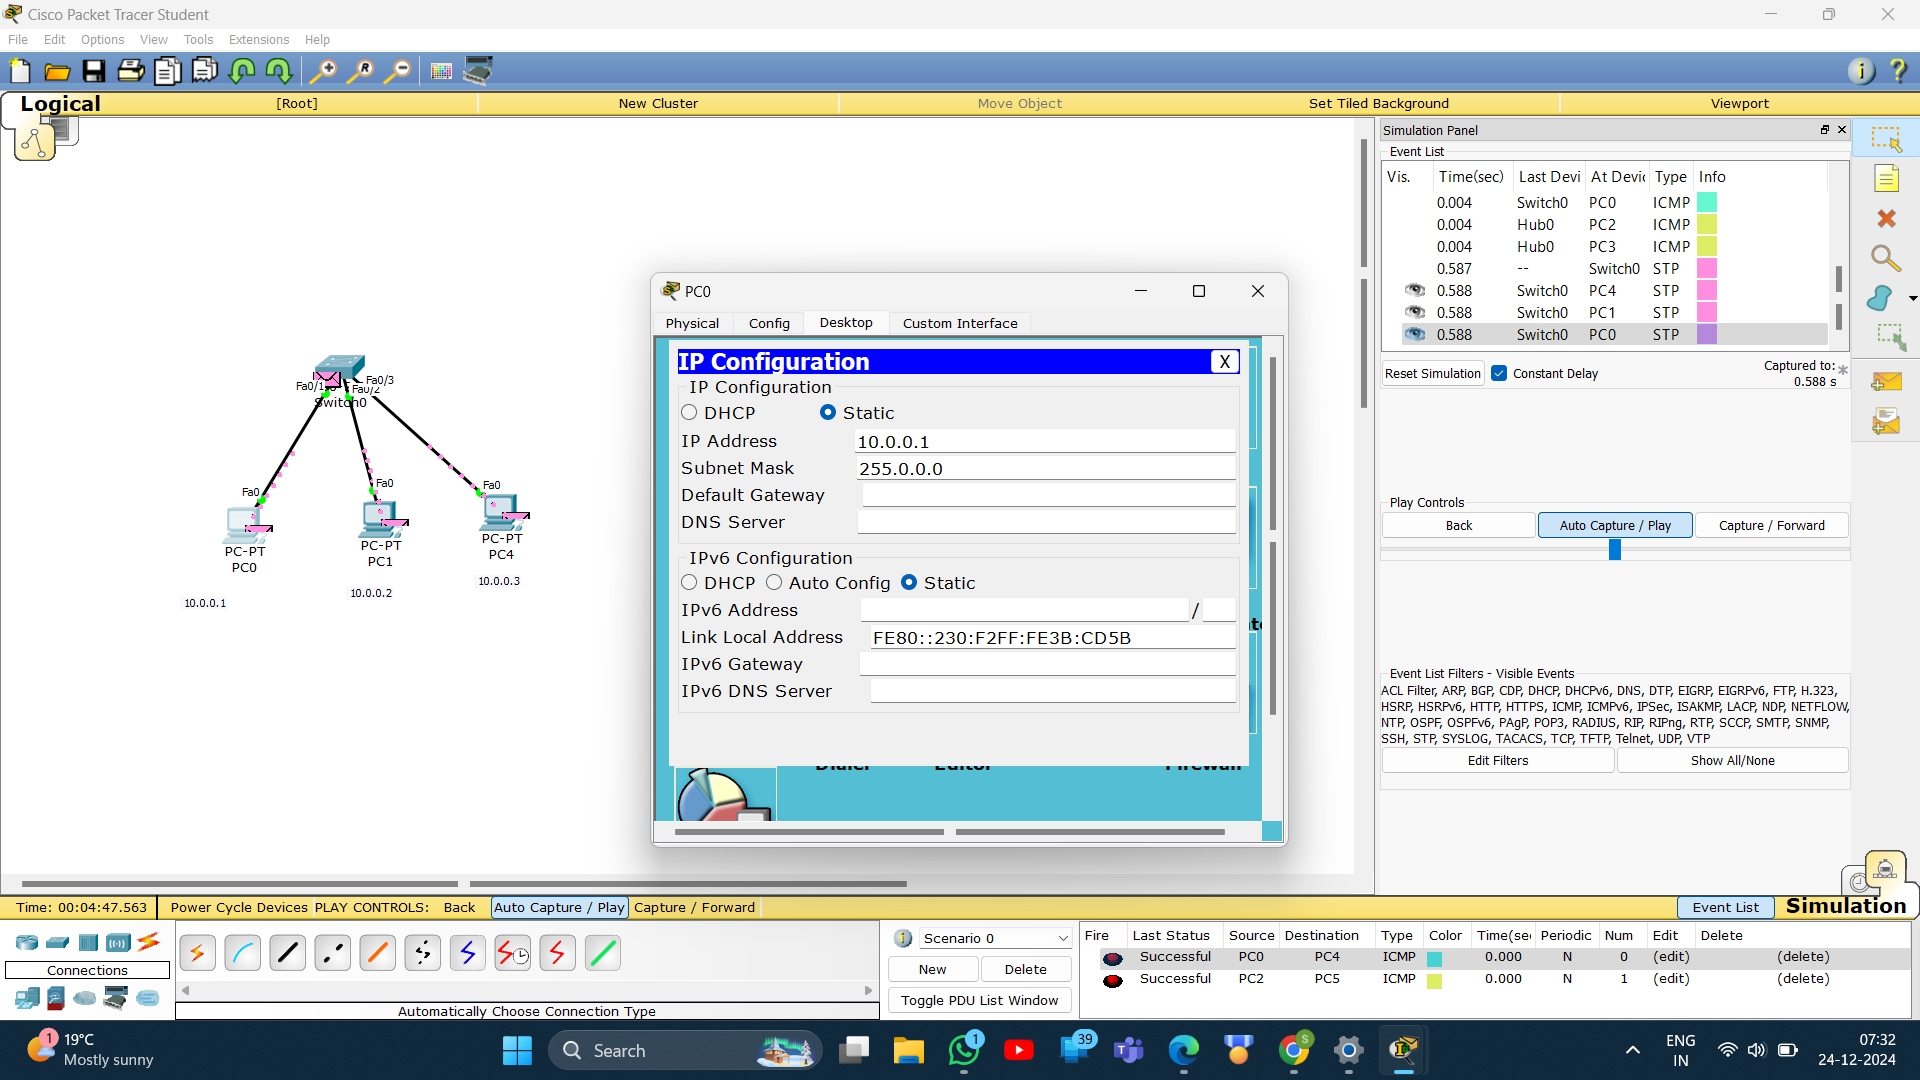 Cisco Packet Tracer Student
File Edit Options View Tools Extensions Help
Logical [Root] New Cluster Move Object Set Tiled Background Viewport
Fa0/3
Fa0/1
Fa0/2
Switch0
Fa0
Fa0
Fa0
PC-PT
PC0
PC-PT
PC1
PC-PT
PC4
10.0.0.1
10.0.0.2
10.0.0.3
PC0
Physical Config Desktop Custom Interface
IP Configuration X
IP Configuration
DHCP Static
IP Address 10.0.0.1
Subnet Mask 255.0.0.0
Default Gateway
DNS Server
IPv6 Configuration
DHCP Auto Config Static
IPv6 Address /
Link Local Address FE80::230:F2FF:FE3B:CD5B
IPv6 Gateway
IPv6 DNS Server
Dialer Editor Firewall
Simulation Panel
Event List
Vis. Time(sec) Last Devi At Devic Type Info
0.004 Switch0 PC0 ICMP
0.004 Hub0 PC2 ICMP
0.004 Hub0 PC3 ICMP
0.587 -- Switch0 STP
0.588 Switch0 PC4 STP
0.588 Switch0 PC1 STP
0.588 Switch0 PC0 STP
Reset Simulation Constant Delay Captured to: *
0.588 s
Play Controls
Back Auto Capture / Play Capture / Forward
Event List Filters - Visible Events
ACL Filter, ARP, BGP, CDP, DHCP, DHCPv6, DNS, DTP, EIGRP, EIGRPv6, FTP, H.323,
HSRP, HSRPv6, HTTP, HTTPS, ICMP, ICMPv6, IPSec, ISAKMP, LACP, NDP, NETFLOW,
NTP, OSPF, OSPFv6, PAgP, POP3, RADIUS, RIP, RIPng, RTP, SCCP, SMTP, SNMP,
SSH, STP, SYSLOG, TACACS, TCP, TFTP, Telnet, UDP, VTP
Edit Filters Show All/None
Time: 00:04:47.563 Power Cycle Devices PLAY CONTROLS: Back Auto Capture / Play Capture / Forward Event List Simulation
Connections
Automatically Choose Connection Type
Scenario 0
New Delete
Toggle PDU List Window
Fire Last Status Source Destination Type Color Time(sec Periodic Num Edit Delete
Successful PC0 PC4 ICMP 0.000 N 0 (edit) (delete)
Successful PC2 PC5 ICMP 0.000 N 1 (edit) (delete)
1
19°C
Mostly sunny
Search
1
39
S
ENG
IN
07:32
24-12-2024